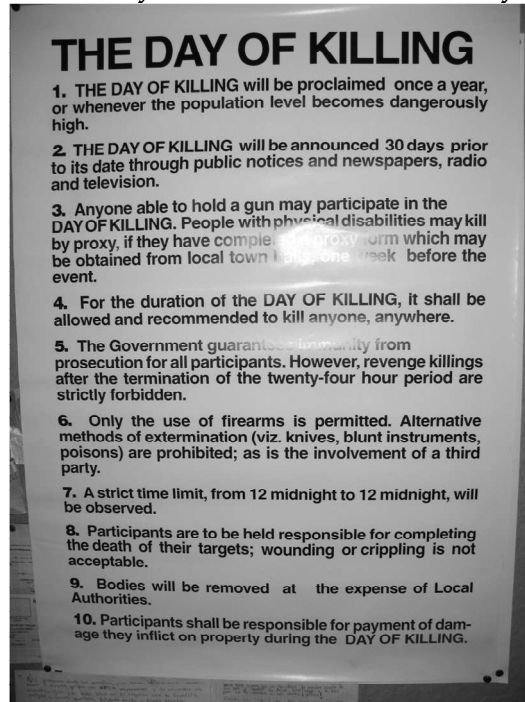 THE DAY OF KILLING
1. THE DAY OF KILLING will be proclaimed once a year,
or whenever the population level becomes dangerously
high.
2. THE DAY OF KILLING will be announced 30 days prior
to its date through public notices and newspapers, radio
and television.
3. Anyone able to hold a gun may participate in the
DAY OF KILLING. People with physical disabilities may kill
by proxy, if they have completed a proxy form which may
be obtained from local town halls, one week before the
event.
4. For the duration of the DAY OF KILLING, it shall be
allowed and recommended to kill anyone, anywhere.
5. The Government guarantees immunity from
prosecution for all participants. However, revenge killings
after the termination of the twenty-four hour period are
strictly forbidden.
6. Only the use of firearms is permitted. Alternative
methods of extermination (viz. knives, blunt instruments,
poisons) are prohibited; as is the involvement of a third
party.
7. A strict time limit, from 12 midnight to 12 midnight, will
be observed.
8. Participants are to be held responsible for completing
the death of their targets; wounding or crippling is not
acceptable.
9. Bodies will be removed at the expense of Local
Authorities.
10. Participants shall be responsible for payment of dam-
age they inflict on property during the DAY OF KILLING.